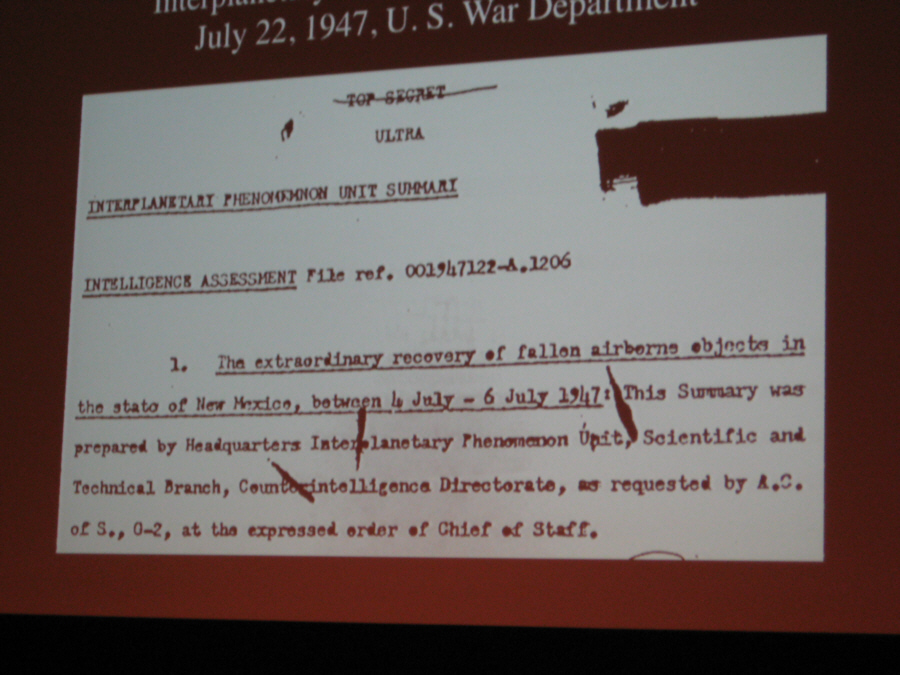 July 22, 1947, U. S. War Department
TOP SECRET
ULTRA
INTERPLANETARY PHENOMEMNON UNIT SUMMARY
INTELLIGENCE ASSESSMENT File ref. 001947122-A.1206
1. The extraordinary recovery of fallen airborne objects in
the state of New Mexico, between 4 July - 6 July 1947: This Summary was
prepared by Headquarters Interplanetary Phenomenon Unit, Scientific and
Technical Branch, Counterintelligence Directorate, as requested by A.C.
of S., G-2, at the expressed order of Chief of Staff.